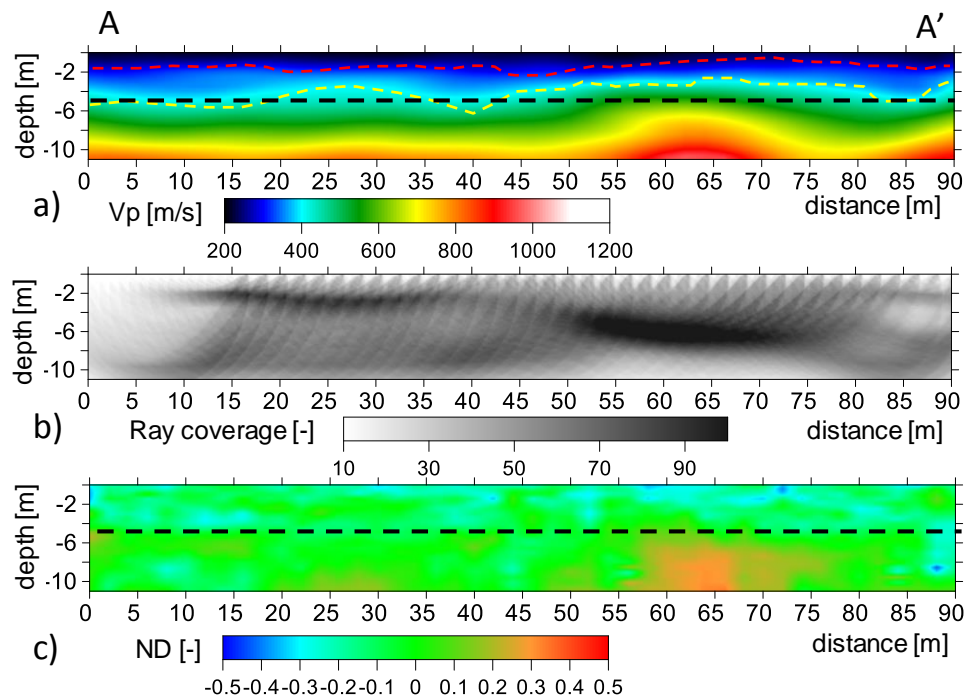 A A’
depth [m]
-2
-6
-10
0 5 10 15 20 25 30 35 40 45 50 55 60 65 70 75 80 85 90
a) Vp [m/s] distance [m]
200 400 600 800 1000 1200
depth [m]
-2
-6
-10
0 5 10 15 20 25 30 35 40 45 50 55 60 65 70 75 80 85 90
b) Ray coverage [-] distance [m]
10 30 50 70 90
depth [m]
-2
-6
-10
0 5 10 15 20 25 30 35 40 45 50 55 60 65 70 75 80 85 90
c) ND [-] distance [m]
-0.5 -0.4 -0.3 -0.2 -0.1 0 0.1 0.2 0.3 0.4 0.5